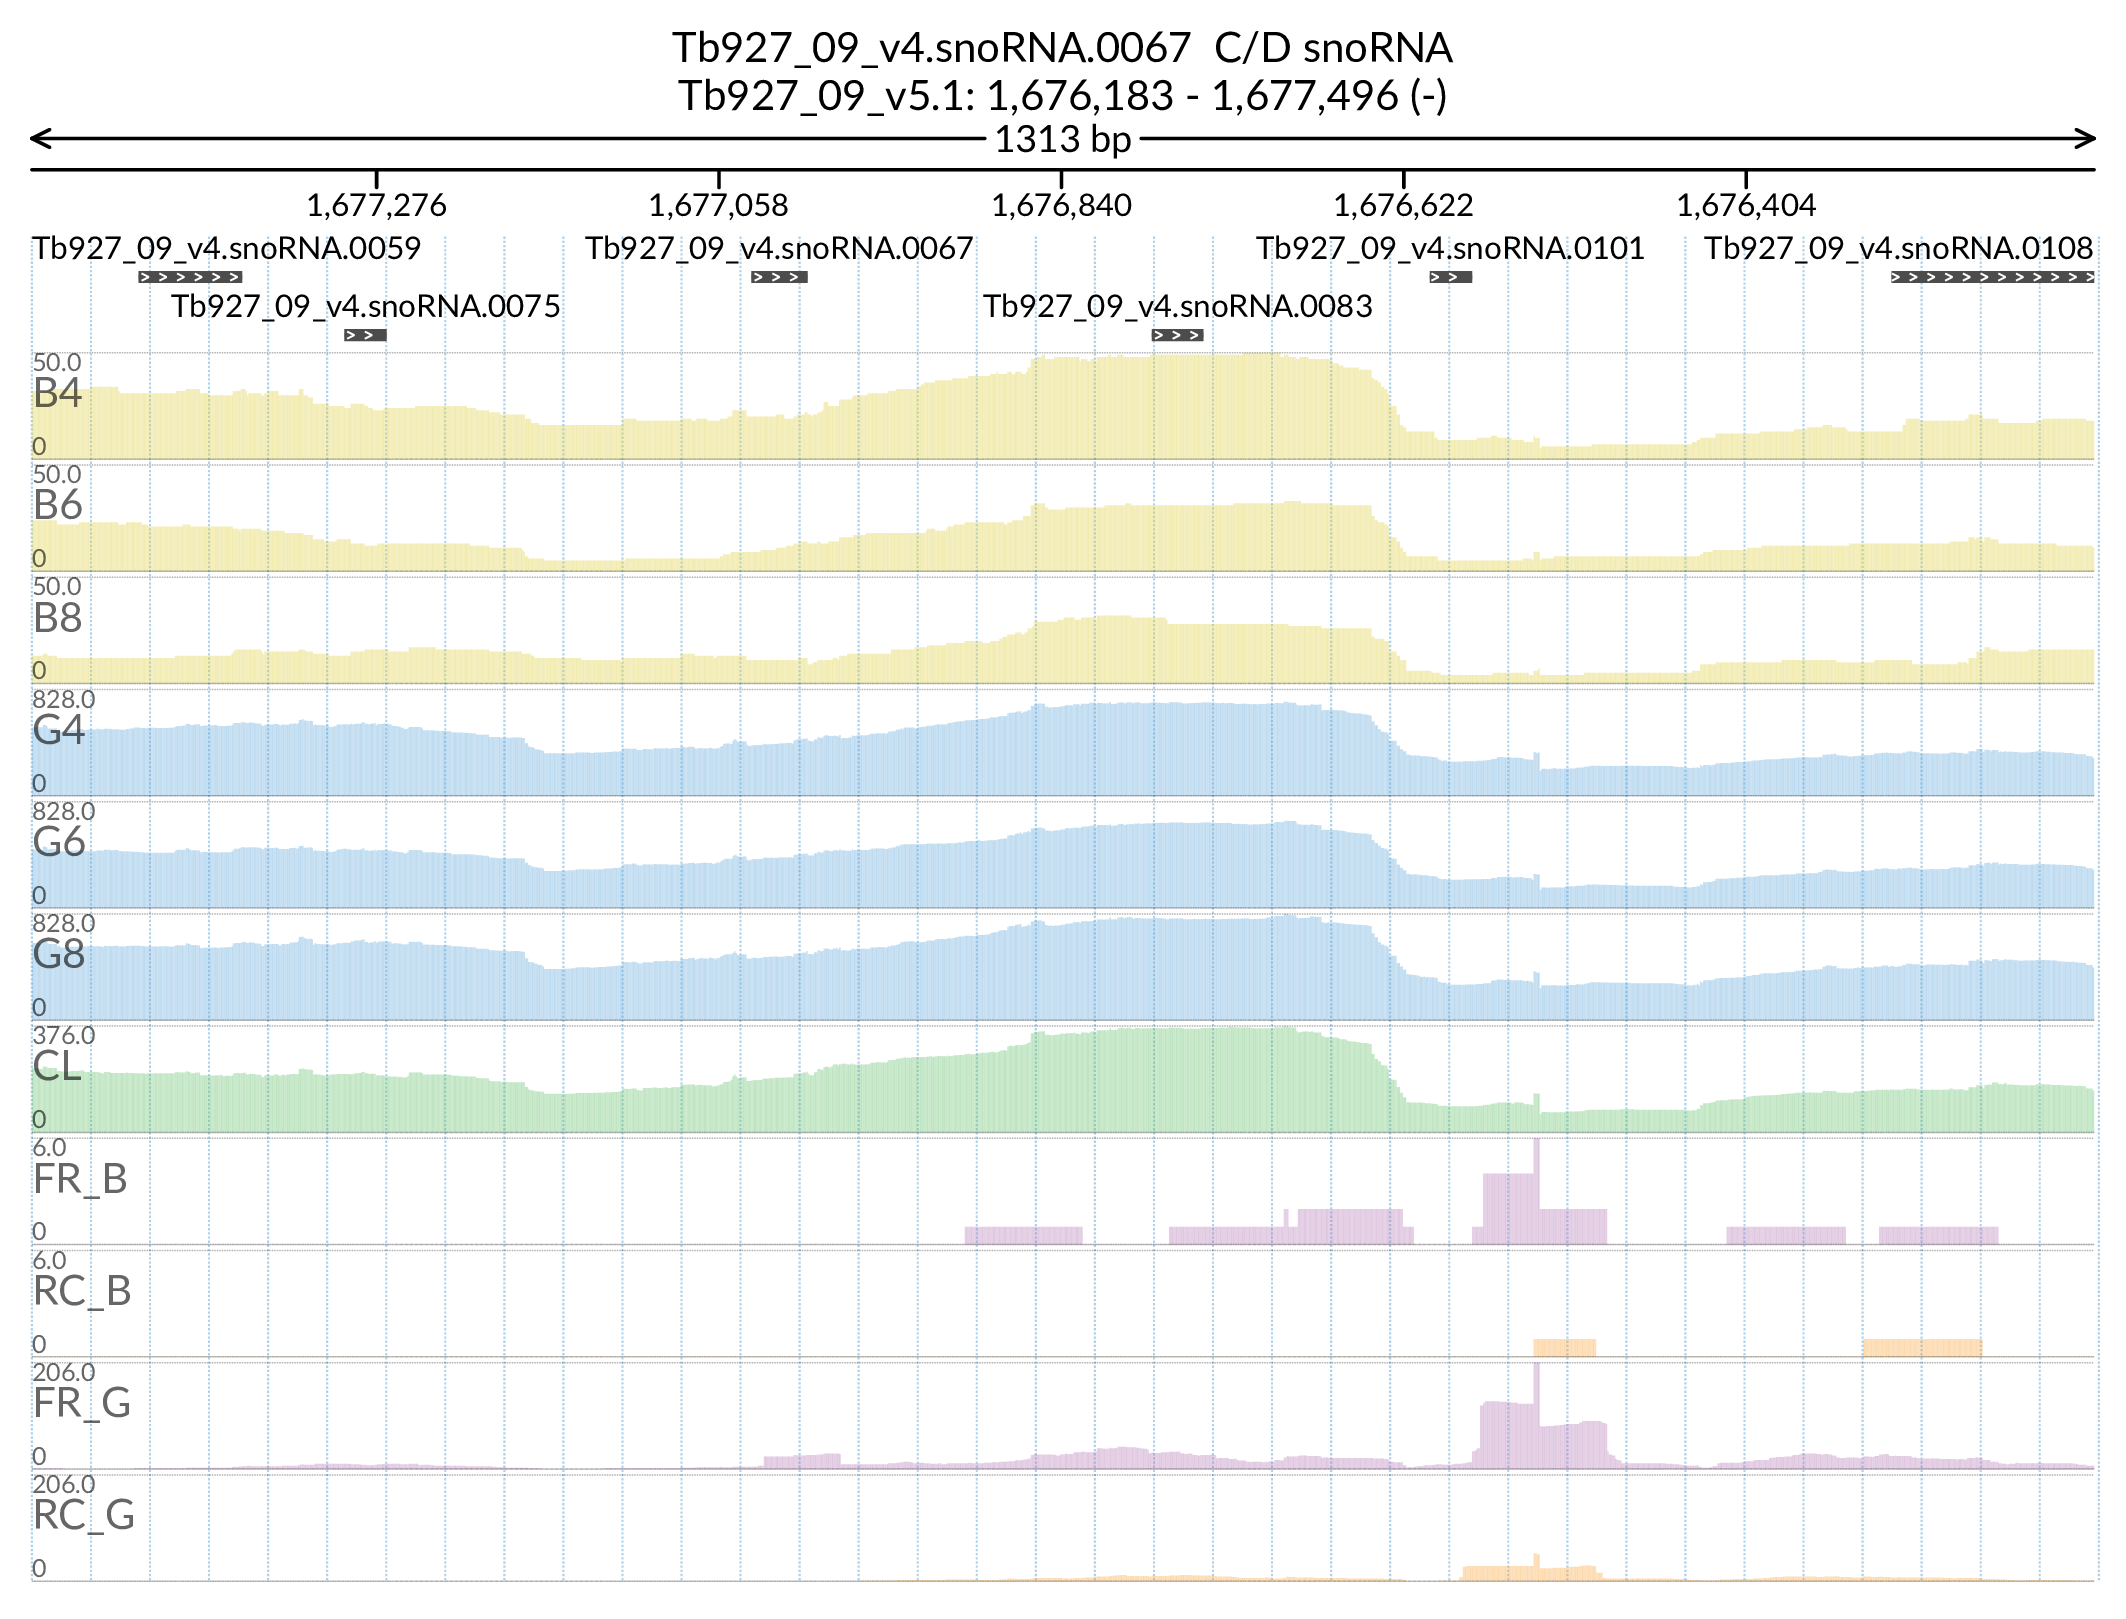 Tb927_09_v4.snoRNA.0067  C/D snoRNA
Tb927_09_v5.1: 1,676,183 - 1,677,496 (-)
1313 bp
1,677,276 1,677,058 1,676,840 1,676,622 1,676,404
Tb927_09_v4.snoRNA.0059 Tb927_09_v4.snoRNA.0067 Tb927_09_v4.snoRNA.0101 Tb927_09_v4.snoRNA.0108
Tb927_09_v4.snoRNA.0075 Tb927_09_v4.snoRNA.0083
50.0
B4
0
50.0
B6
0
50.0
B8
0
828.0
G4
0
828.0
G6
0
828.0
G8
0
376.0
CL
0
6.0
FR_B
0
6.0
RC_B
0
206.0
FR_G
0
206.0
RC_G
0